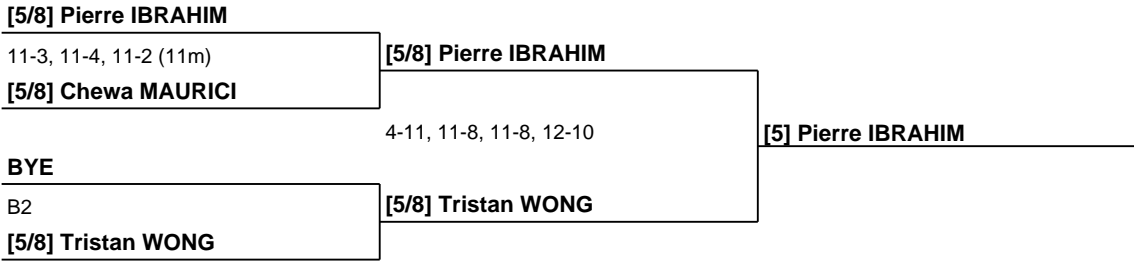 [5/8] Pierre IBRAHIM
11-3, 11-4, 11-2 (11m)
[5/8] Pierre IBRAHIM
[5/8] Chewa MAURICI
4-11, 11-8, 11-8, 12-10
[5] Pierre IBRAHIM
BYE
B2
[5/8] Tristan WONG
[5/8] Tristan WONG